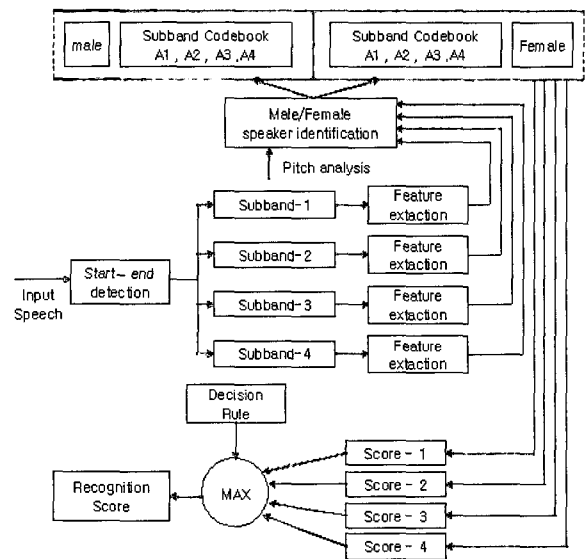 male
Subband Codebook
A1 , A2 , A3 ,A4
Subband Codebook
A1 , A2 , A3 ,A4
Female
Male/Female
speaker identification
Pitch analysis
Subband-1
Feature
extaction
Subband-2
Feature
extaction
Start- end
detection
Input
Speech
Subband-3
Feature
extaction
Subband-4
Feature
extaction
Decision
Rule
Score - 1
Recognition
Score
MAX
Score - 2
Score - 3
Score - 4